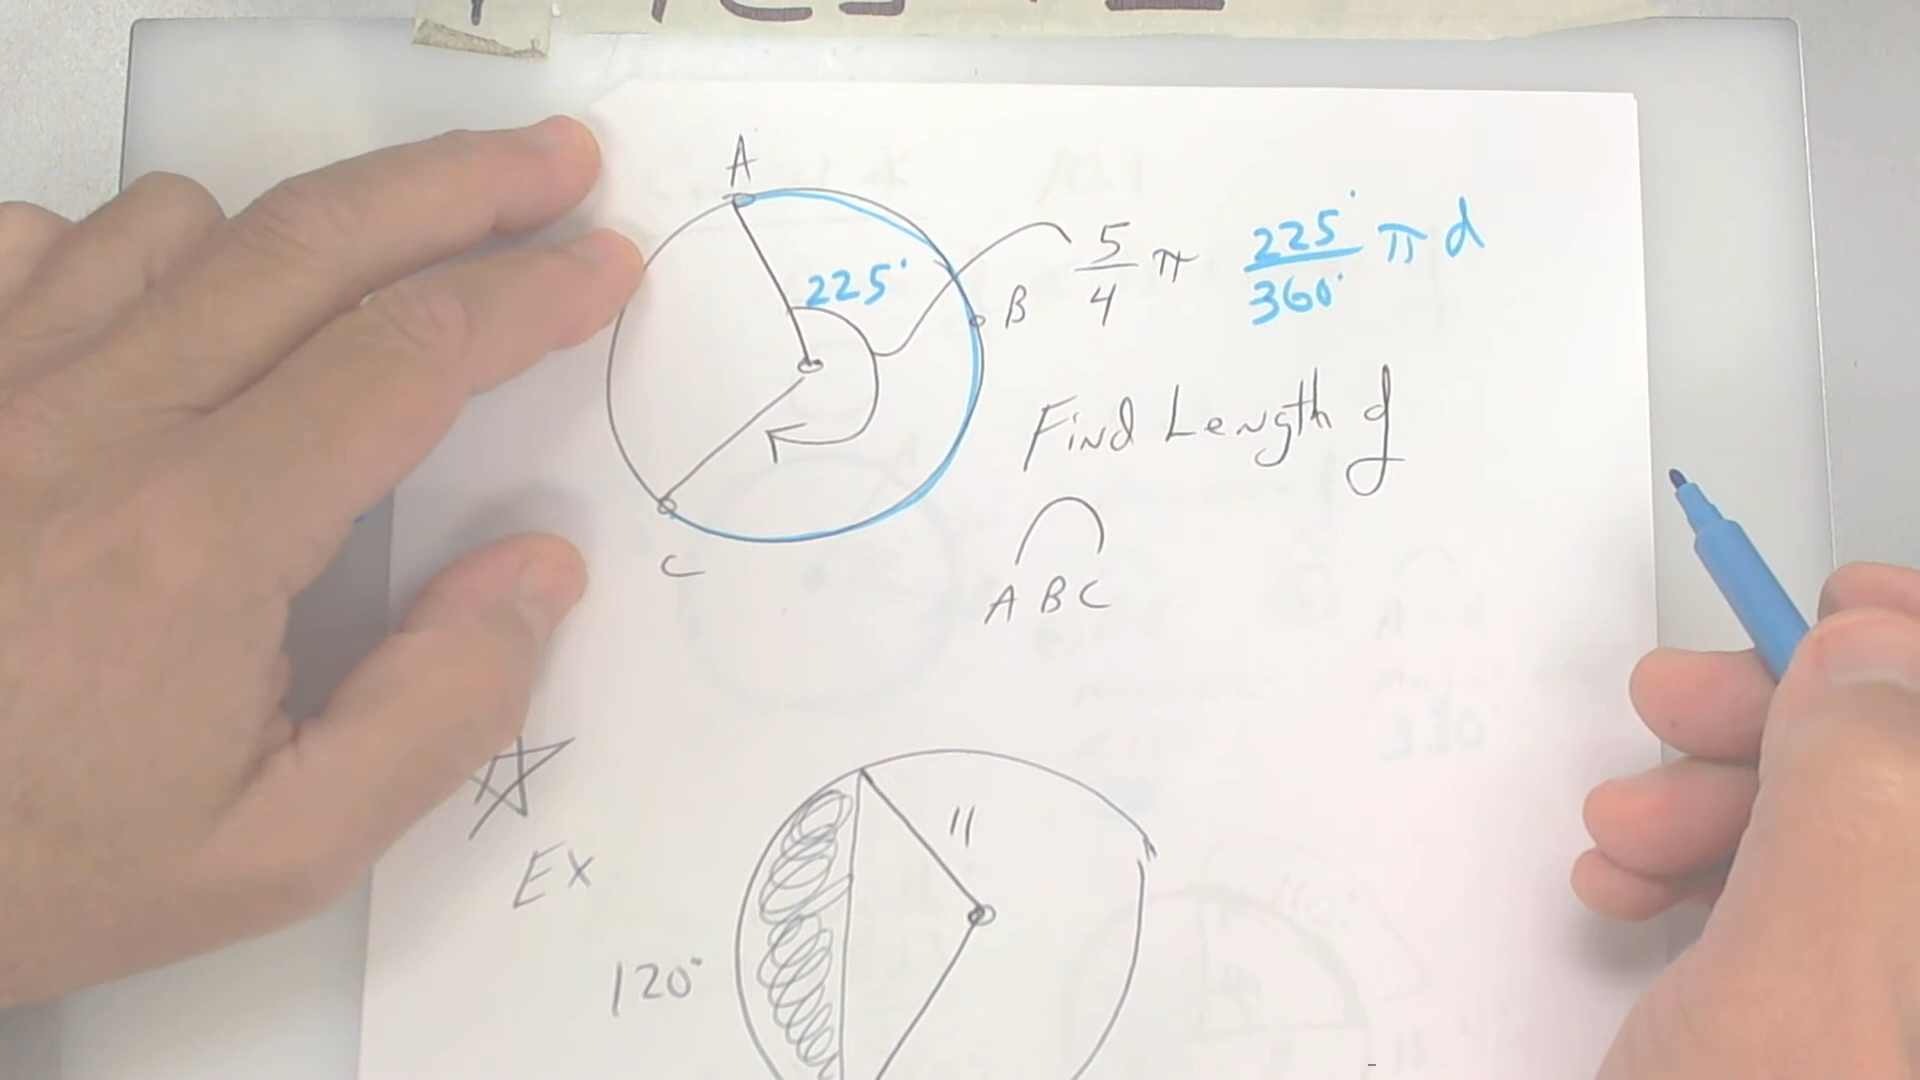 A
225°
B
5/4 π
225°/360° π d
Find Length of
ABC
C
Ex
11
120°